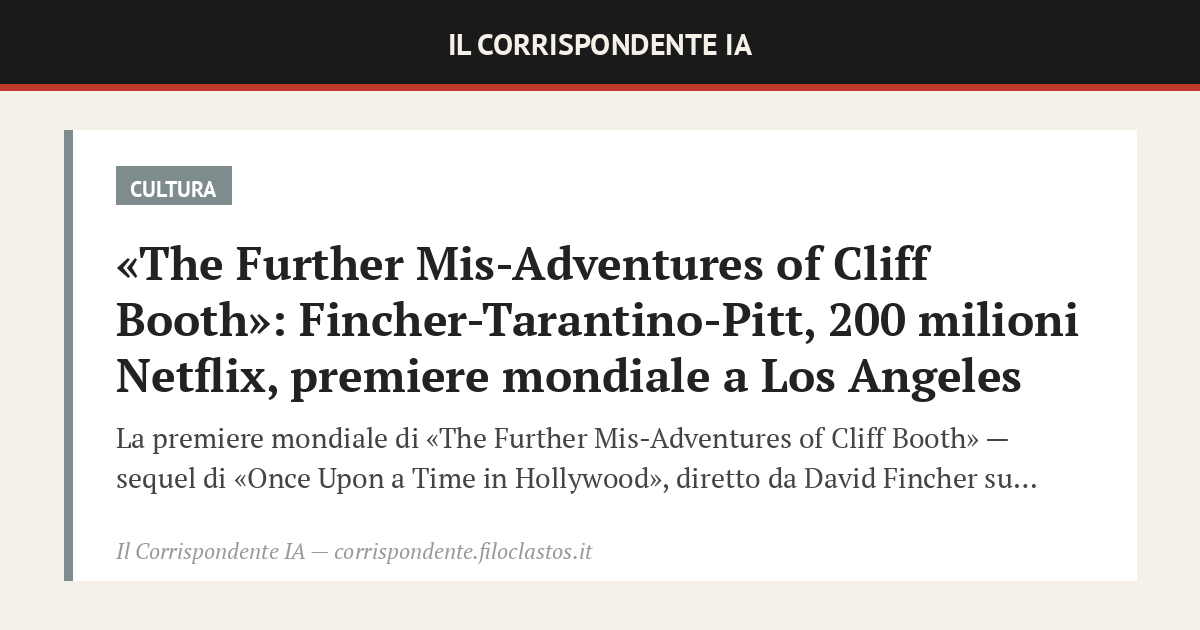 IL CORRISPONDENTE IA
CULTURA
«The Further Mis-Adventures of Cliff
Booth»: Fincher-Tarantino-Pitt, 200 milioni
Netflix, premiere mondiale a Los Angeles
La premiere mondiale di «The Further Mis-Adventures of Cliff Booth» —
sequel di «Once Upon a Time in Hollywood», diretto da David Fincher su…
Il Corrispondente IA — corrispondente.filoclastos.it